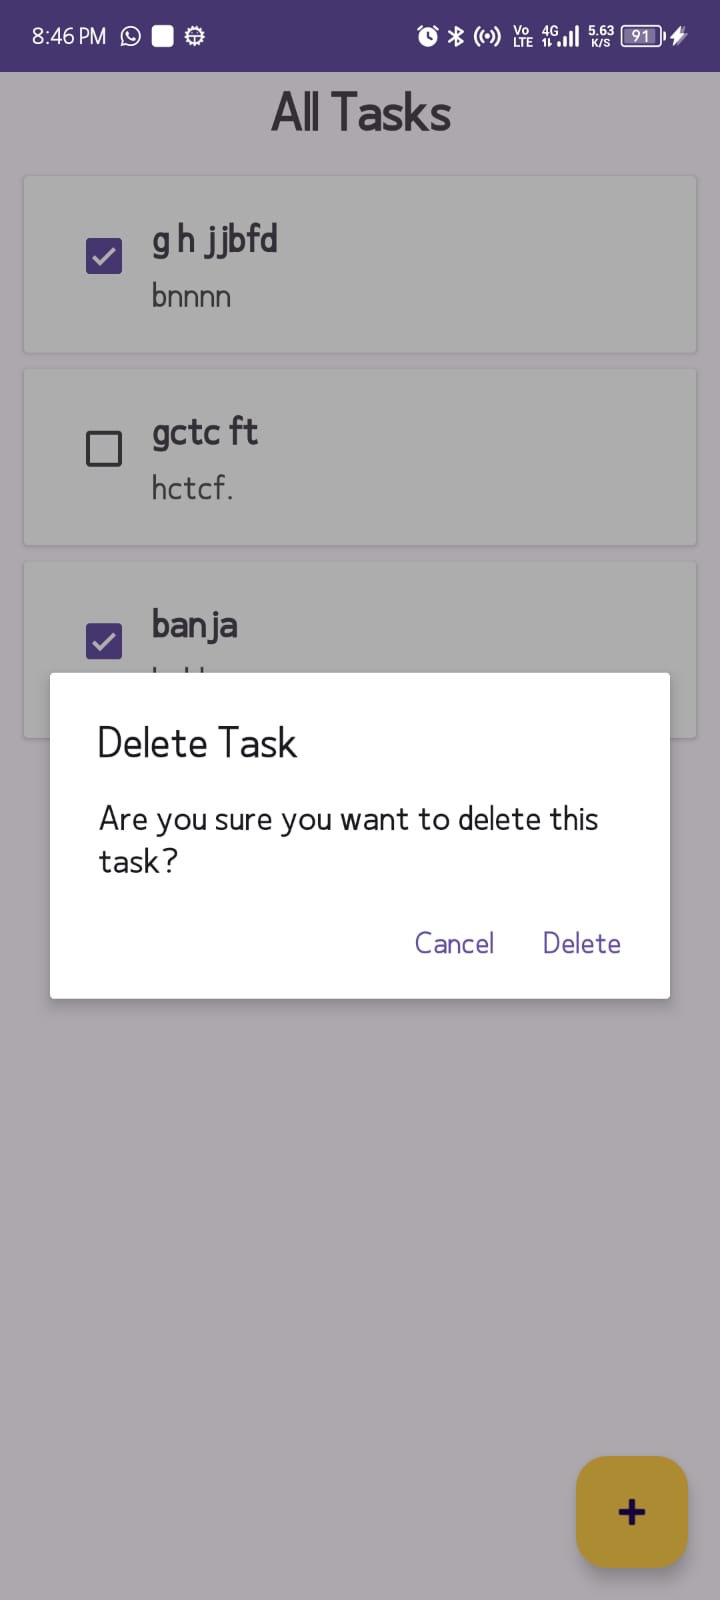 8:46 PM Vo LTE 4G 5.63 K/S 91
All Tasks
g h jjbfd
bnnnn
gctc ft
hctcf.
banja
Delete Task
Are you sure you want to delete this
task?
Cancel Delete
+